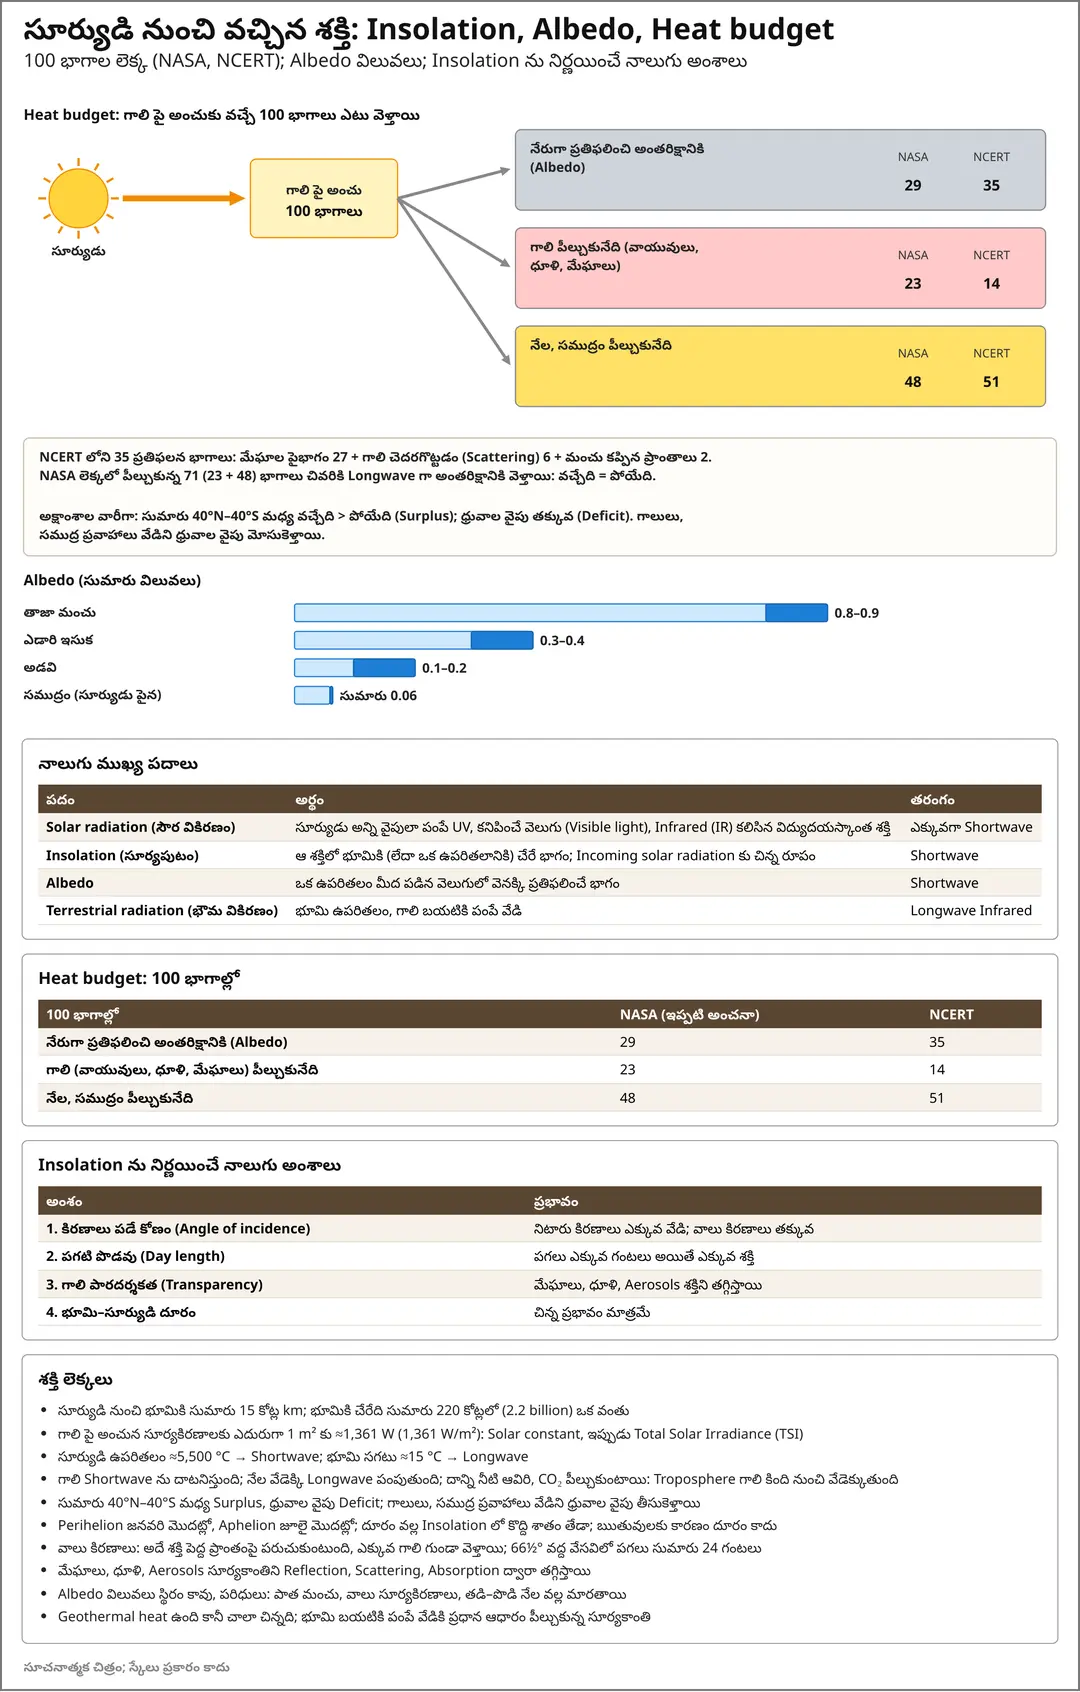 సూర్యుడి నుంచి వచ్చిన శక్తి: Insolation, Albedo, Heat budget
100 భాగాల లెక్క (NASA, NCERT); Albedo విలువలు; Insolation ను నిర్ణయించే నాలుగు అంశాలు
Heat budget: గాలి పై అంచుకు వచ్చే 100 భాగాలు ఎటు వెళ్తాయి
సూర్యుడు
గాలి పై అంచు
100 భాగాలు
నేరుగా ప్రతిఫలించి అంతరిక్షానికి
(Albedo)
NASA NCERT
29 35
గాలి పీల్చుకునేది (వాయువులు,
ధూళి, మేఘాలు)
NASA NCERT
23 14
నేల, సముద్రం పీల్చుకునేది
NASA NCERT
48 51
NCERT లోని 35 ప్రతిఫలన భాగాలు: మేఘాల పైభాగం 27 + గాలి చెదరగొట్టడం (Scattering) 6 + మంచు కప్పిన ప్రాంతాలు 2.
NASA లెక్కలో పీల్చుకున్న 71 (23 + 48) భాగాలు చివరికి Longwave గా అంతరిక్షానికి వెళ్తాయి: వచ్చేది = పోయేది.
అక్షాంశాల వారీగా: సుమారు 40°N–40°S మధ్య వచ్చేది > పోయేది (Surplus); ధ్రువాల వైపు తక్కువ (Deficit). గాలులు,
సముద్ర ప్రవాహాలు వేడిని ధ్రువాల వైపు మోసుకెళ్తాయి.
Albedo (సుమారు విలువలు)
తాజా మంచు 0.8–0.9
ఎడారి ఇసుక 0.3–0.4
అడవి 0.1–0.2
సముద్రం (సూర్యుడు పైన) సుమారు 0.06
నాలుగు ముఖ్య పదాలు
పదం అర్థం తరంగం
Solar radiation (సౌర వికిరణం) సూర్యుడు అన్ని వైపులా పంపే UV, కనిపించే వెలుగు (Visible light), Infrared (IR) కలిసిన విద్యుదయస్కాంత శక్తి ఎక్కువగా Shortwave
Insolation (సూర్యపుటం) ఆ శక్తిలో భూమికి (లేదా ఒక ఉపరితలానికి) చేరే భాగం; Incoming solar radiation కు చిన్న రూపం Shortwave
Albedo ఒక ఉపరితలం మీద పడిన వెలుగులో వెనక్కి ప్రతిఫలించే భాగం Shortwave
Terrestrial radiation (భౌమ వికిరణం) భూమి ఉపరితలం, గాలి బయటికి పంపే వేడి Longwave Infrared
Heat budget: 100 భాగాల్లో
100 భాగాల్లో NASA (ఇప్పటి అంచనా) NCERT
నేరుగా ప్రతిఫలించి అంతరిక్షానికి (Albedo) 29 35
గాలి (వాయువులు, ధూళి, మేఘాలు) పీల్చుకునేది 23 14
నేల, సముద్రం పీల్చుకునేది 48 51
Insolation ను నిర్ణయించే నాలుగు అంశాలు
అంశం ప్రభావం
1. కిరణాలు పడే కోణం (Angle of incidence) నిటారు కిరణాలు ఎక్కువ వేడి; వాలు కిరణాలు తక్కువ
2. పగటి పొడవు (Day length) పగలు ఎక్కువ గంటలు అయితే ఎక్కువ శక్తి
3. గాలి పారదర్శకత (Transparency) మేఘాలు, ధూళి, Aerosols శక్తిని తగ్గిస్తాయి
4. భూమి–సూర్యుడి దూరం చిన్న ప్రభావం మాత్రమే
శక్తి లెక్కలు
• సూర్యుడి నుంచి భూమికి సుమారు 15 కోట్ల km; భూమికి చేరేది సుమారు 220 కోట్లలో (2.2 billion) ఒక వంతు
• గాలి పై అంచున సూర్యకిరణాలకు ఎదురుగా 1 m² కు ≈1,361 W (1,361 W/m²): Solar constant, ఇప్పుడు Total Solar Irradiance (TSI)
• సూర్యుడి ఉపరితలం ≈5,500 °C → Shortwave; భూమి సగటు ≈15 °C → Longwave
• గాలి Shortwave ను దాటనిస్తుంది; నేల వేడెక్కి Longwave పంపుతుంది; దాన్ని నీటి ఆవిరి, CO₂ పీల్చుకుంటాయి: Troposphere గాలి కింది నుంచి వేడెక్కుతుంది
• సుమారు 40°N–40°S మధ్య Surplus, ధ్రువాల వైపు Deficit; గాలులు, సముద్ర ప్రవాహాలు వేడిని ధ్రువాల వైపు తీసుకెళ్తాయి
• Perihelion జనవరి మొదట్లో, Aphelion జూలై మొదట్లో; దూరం వల్ల Insolation లో కొద్ది శాతం తేడా; ఋతువులకు కారణం దూరం కాదు
• వాలు కిరణాలు: అదే శక్తి పెద్ద ప్రాంతంపై పరుచుకుంటుంది, ఎక్కువ గాలి గుండా వెళ్తాయి; 66½° వద్ద వేసవిలో పగలు సుమారు 24 గంటలు
• మేఘాలు, ధూళి, Aerosols సూర్యకాంతిని Reflection, Scattering, Absorption ద్వారా తగ్గిస్తాయి
• Albedo విలువలు స్థిరం కావు, పరిధులు: పాత మంచు, వాలు సూర్యకిరణాలు, తడి–పొడి నేల వల్ల మారతాయి
• Geothermal heat ఉంది కానీ చాలా చిన్నది; భూమి బయటికి పంపే వేడికి ప్రధాన ఆధారం పీల్చుకున్న సూర్యకాంతి
సూచనాత్మక చిత్రం; స్కేలు ప్రకారం కాదు